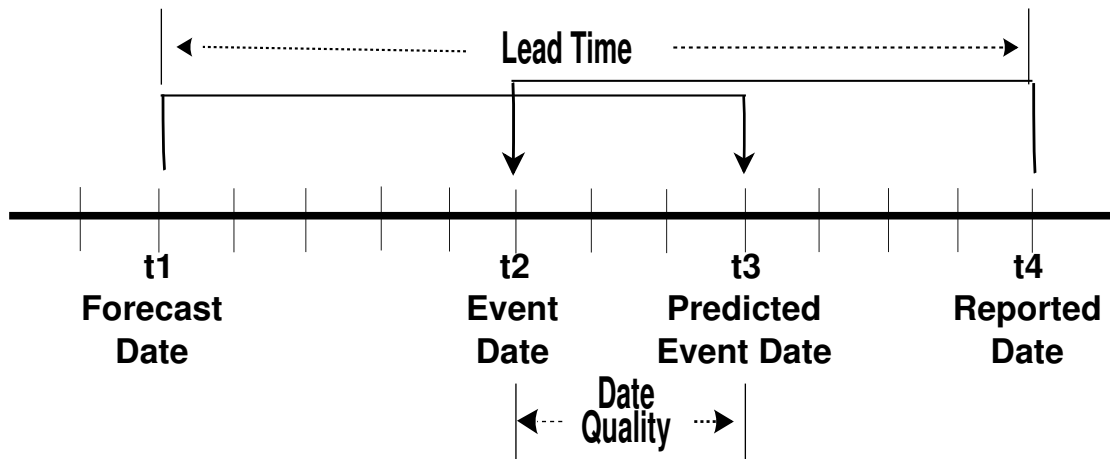 Lead Time
t1
Forecast
Date
t2
Event
Date
t3
Predicted
Event Date
t4
Reported
Date
Date
Quality